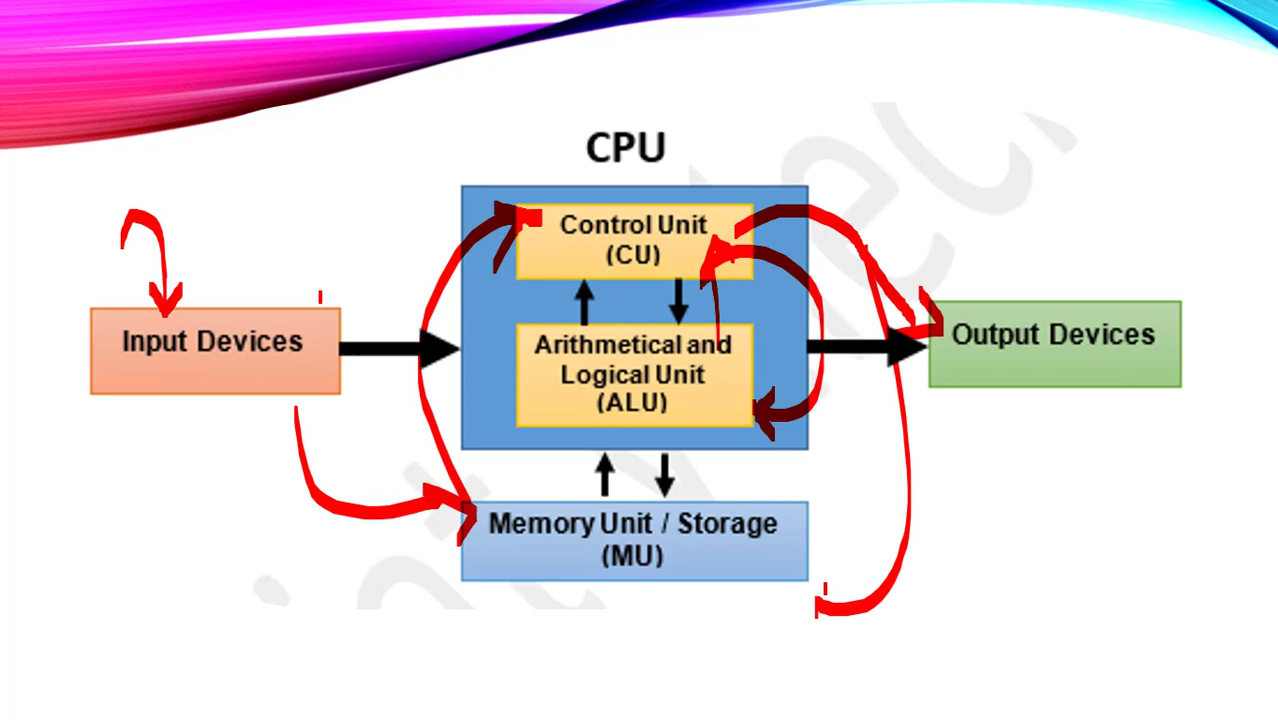 CPU
Control Unit
(CU)
Input Devices
Arithmetical and
Logical Unit
(ALU)
Output Devices
Memory Unit / Storage
(MU)